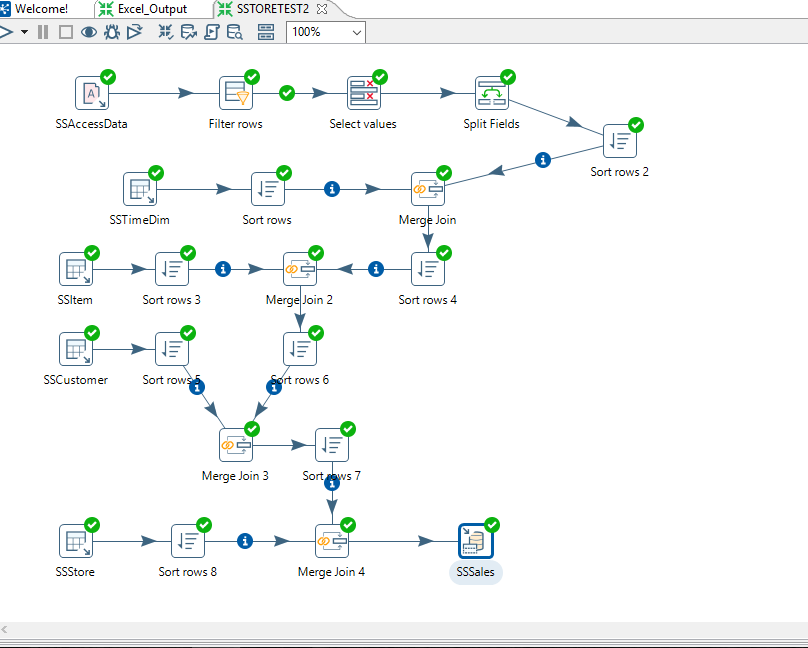 Welcome!
Excel_Output
SSTORETEST2
100%
SSAccessData
Filter rows
Select values
Split Fields
Sort rows 2
SSTimeDim
Sort rows
Merge Join
SSItem
Sort rows 3
Merge Join 2
Sort rows 4
SSCustomer
Sort rows 5
Sort rows 6
Merge Join 3
Sort rows 7
SSStore
Sort rows 8
Merge Join 4
SSSales